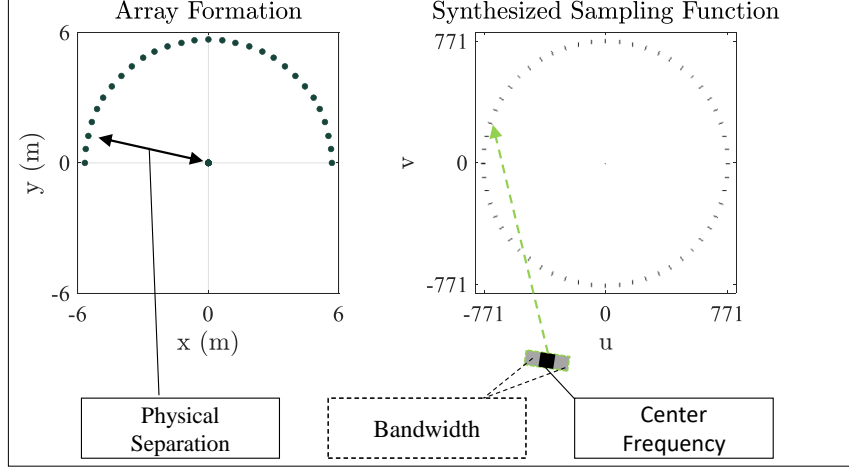 Array Formation
Synthesized Sampling Function
6
0
-6
y (m)
-6 0 6
x (m)
771
0
-771
v
-771 0 771
u
Physical
Separation
Bandwidth
Center
Frequency